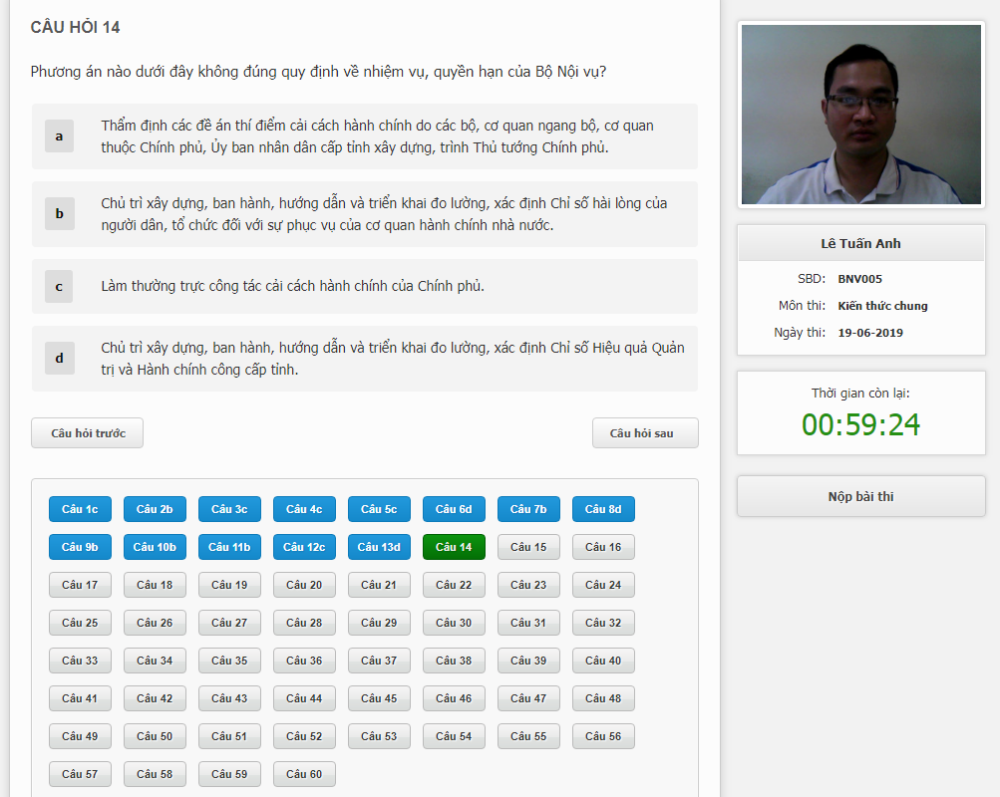 CÂU HỎI 14
Phương án nào dưới đây không đúng quy định về nhiệm vụ, quyền hạn của Bộ Nội vụ?
a
Thẩm định các đề án thí điểm cải cách hành chính do các bộ, cơ quan ngang bộ, cơ quan
thuộc Chính phủ, Ủy ban nhân dân cấp tỉnh xây dựng, trình Thủ tướng Chính phủ.
b
Chủ trì xây dựng, ban hành, hướng dẫn và triển khai đo lường, xác định Chỉ số hài lòng của
người dân, tổ chức đối với sự phục vụ của cơ quan hành chính nhà nước.
c
Làm thường trực công tác cải cách hành chính của Chính phủ.
d
Chủ trì xây dựng, ban hành, hướng dẫn và triển khai đo lường, xác định Chỉ số Hiệu quả Quản
trị và Hành chính công cấp tỉnh.
Câu hỏi trước
Câu hỏi sau
Câu 1c Câu 2b Câu 3c Câu 4c Câu 5c Câu 6d Câu 7b Câu 8d
Câu 9b Câu 10b Câu 11b Câu 12c Câu 13d Câu 14 Câu 15 Câu 16
Câu 17 Câu 18 Câu 19 Câu 20 Câu 21 Câu 22 Câu 23 Câu 24
Câu 25 Câu 26 Câu 27 Câu 28 Câu 29 Câu 30 Câu 31 Câu 32
Câu 33 Câu 34 Câu 35 Câu 36 Câu 37 Câu 38 Câu 39 Câu 40
Câu 41 Câu 42 Câu 43 Câu 44 Câu 45 Câu 46 Câu 47 Câu 48
Câu 49 Câu 50 Câu 51 Câu 52 Câu 53 Câu 54 Câu 55 Câu 56
Câu 57 Câu 58 Câu 59 Câu 60
Lê Tuấn Anh
SBD: BNV005
Môn thi: Kiến thức chung
Ngày thi: 19-06-2019
Thời gian còn lại:
00:59:24
Nộp bài thi